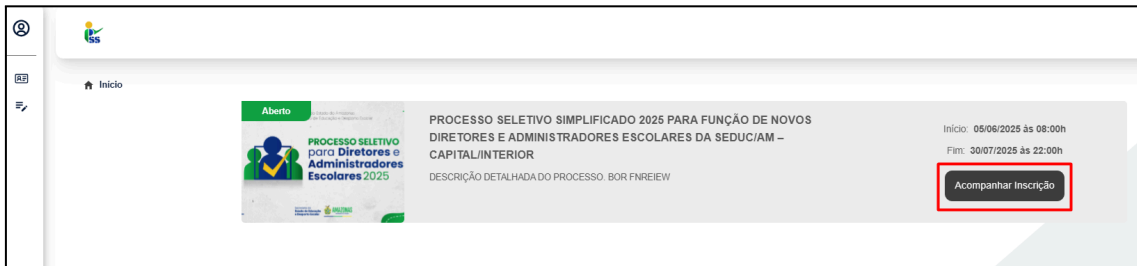 PSS
Início
Aberto
PROCESSO SELETIVO
para Diretores e
Administradores
Escolares 2025
AMAZONAS
PROCESSO SELETIVO SIMPLIFICADO 2025 PARA FUNÇÃO DE NOVOS
DIRETORES E ADMINISTRADORES ESCOLARES DA SEDUC/AM –
CAPITAL/INTERIOR
DESCRIÇÃO DETALHADA DO PROCESSO. BOR FNREIEW
Início: 05/06/2025 às 08:00h
Fim: 30/07/2025 às 22:00h
Acompanhar Inscrição